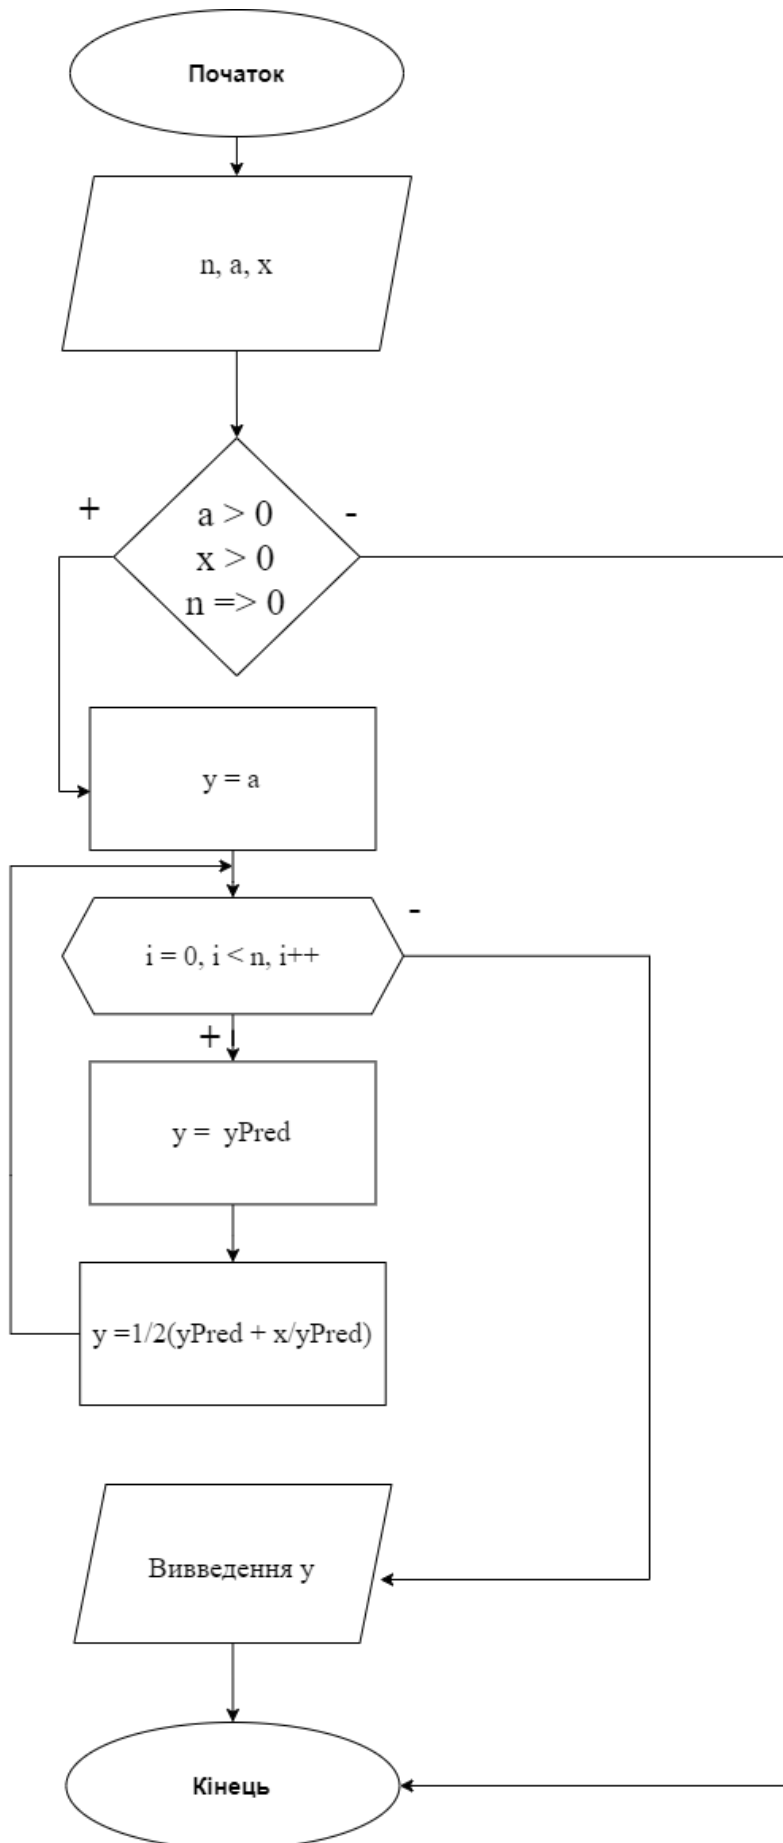 Початок
n, a, x
+
-
a > 0
x > 0
n => 0
y = a
-
i = 0, i < n, i++
+
y = yPred
y =1/2(yPred + x/yPred)
Вивведення y
Кінець